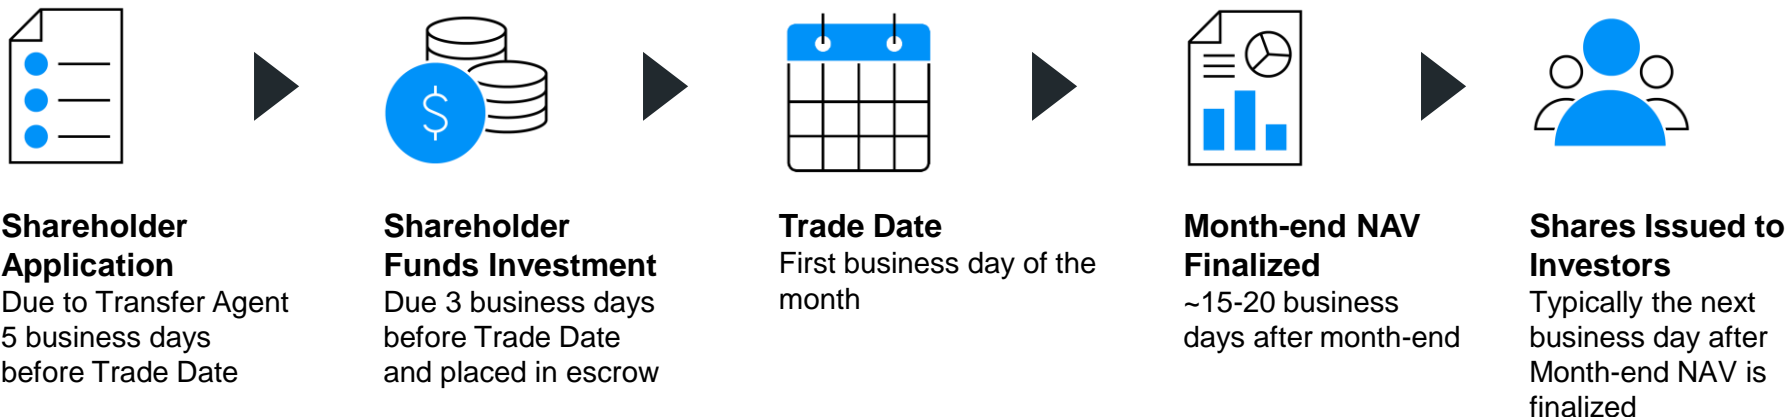 $
Shareholder
Application
Due to Transfer Agent
5 business days
before Trade Date
Shareholder
Funds Investment
Due 3 business days
before Trade Date
and placed in escrow
Trade Date
First business day of the
month
Month-end NAV
Finalized
~15-20 business
days after month-end
Shares Issued to
Investors
Typically the next
business day after
Month-end NAV is
finalized